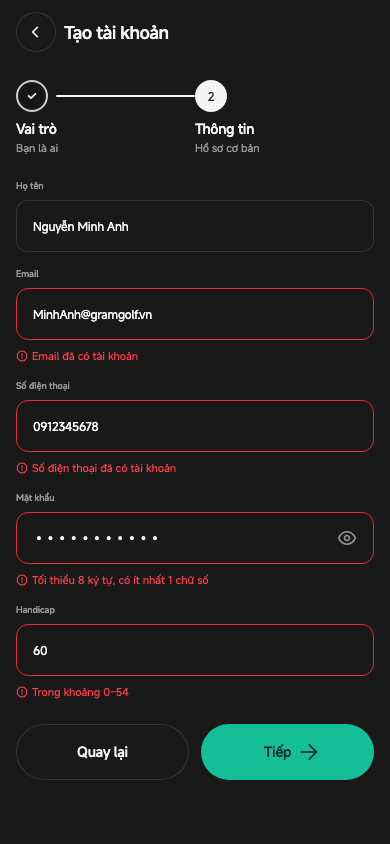 Tạo tài khoản
2
Vai trò
Thông tin
Bạn là ai
Hồ sơ cơ bản
Họ tên
Nguyễn Minh Anh
Email
MinhAnh@gramgolf.vn
Email đã có tài khoản
Số điện thoại
0912345678
Số điện thoại đã có tài khoản
Mật khẩu
Tối thiểu 8 ký tự, có ít nhất 1 chữ số
Handicap
60
Trong khoảng 0–54
Quay lại
Tiếp